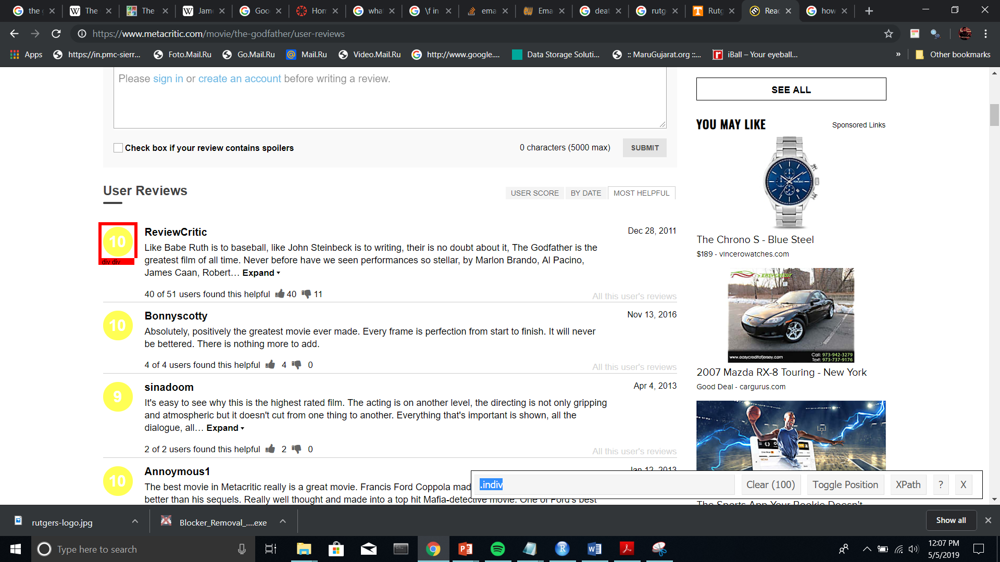 the g
The
The
Jam
Goo
Hom
wha
\f in
ema
Ema
deat
rutg
Rutg
Reac
how
https://www.metacritic.com/movie/the-godfather/user-reviews
Apps
https://in.pmc-sierr...
Foto.Mail.Ru
Go.Mail.Ru
Mail.Ru
Video.Mail.Ru
http://www.google....
Data Storage Soluti...
:: MaruGujarat.org ::...
iBall – Your eyeball...
»
Other bookmarks
Please sign in or create an account before writing a review.
Check box if your review contains spoilers
0 characters (5000 max)
SUBMIT
SEE ALL
YOU MAY LIKE
Sponsored Links
The Chrono S - Blue Steel
$189 - vincerowatches.com
www.easycreditofjersey.com
Call: 973-942-3279
Text: 973-737-9176
2007 Mazda RX-8 Touring - New York
Good Deal - cargurus.com
The Sports App Your Bookie Doesn't
User Reviews
USER SCORE
BY DATE
MOST HELPFUL
10
div div
ReviewCritic
Dec 28, 2011
Like Babe Ruth is to baseball, like John Steinbeck is to writing, their is no doubt about it, The Godfather is the
greatest film of all time. Never before have we seen performances so stellar, by Marlon Brando, Al Pacino,
James Caan, Robert… Expand
40 of 51 users found this helpful 40 11
All this user's reviews
10
Bonnyscotty
Nov 13, 2016
Absolutely, positively the greatest movie ever made. Every frame is perfection from start to finish. It will never
be bettered. There is nothing more to add.
4 of 4 users found this helpful 4 0
All this user's reviews
9
sinadoom
Apr 4, 2013
It's easy to see why this is the highest rated film. The acting is on another level, the directing is not only gripping
and atmospheric but it doesn't cut from one thing to another. Everything that's important is shown, all the
dialogue, all… Expand
2 of 2 users found this helpful 2 0
All this user's reviews
10
Annoymous1
Jan 12, 2013
The best movie in Metacritic really is a great movie. Francis Ford Coppola mad
better than his sequels. Really well thought and made into a top hit Mafia-detective movie. One of Ford's best
.indiv
Clear (100)
Toggle Position
XPath
?
X
rutgers-logo.jpg
Blocker_Removal_....exe
Show all
Type here to search
12:07 PM
5/5/2019